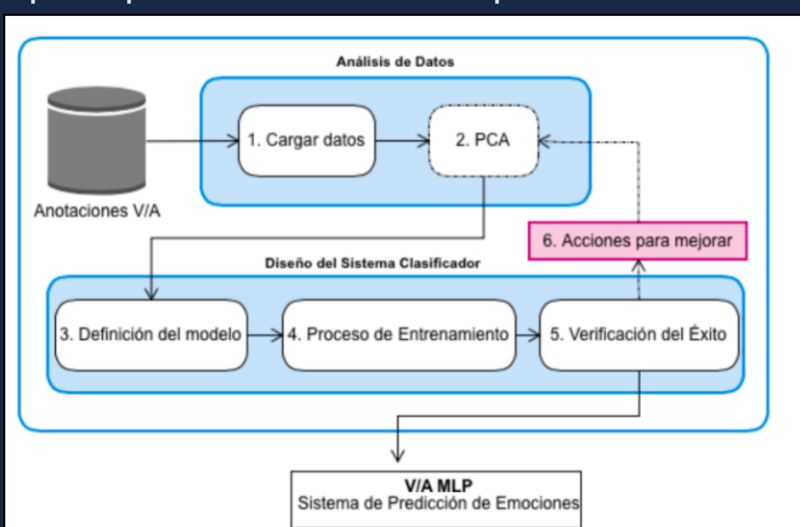 Análisis de Datos
1. Cargar datos
2. PCA
Anotaciones V/A
6. Acciones para mejorar
Diseño del Sistema Clasificador
3. Definición del modelo
4. Proceso de Entrenamiento
5. Verificación del Éxito
V/A MLP
Sistema de Predicción de Emociones